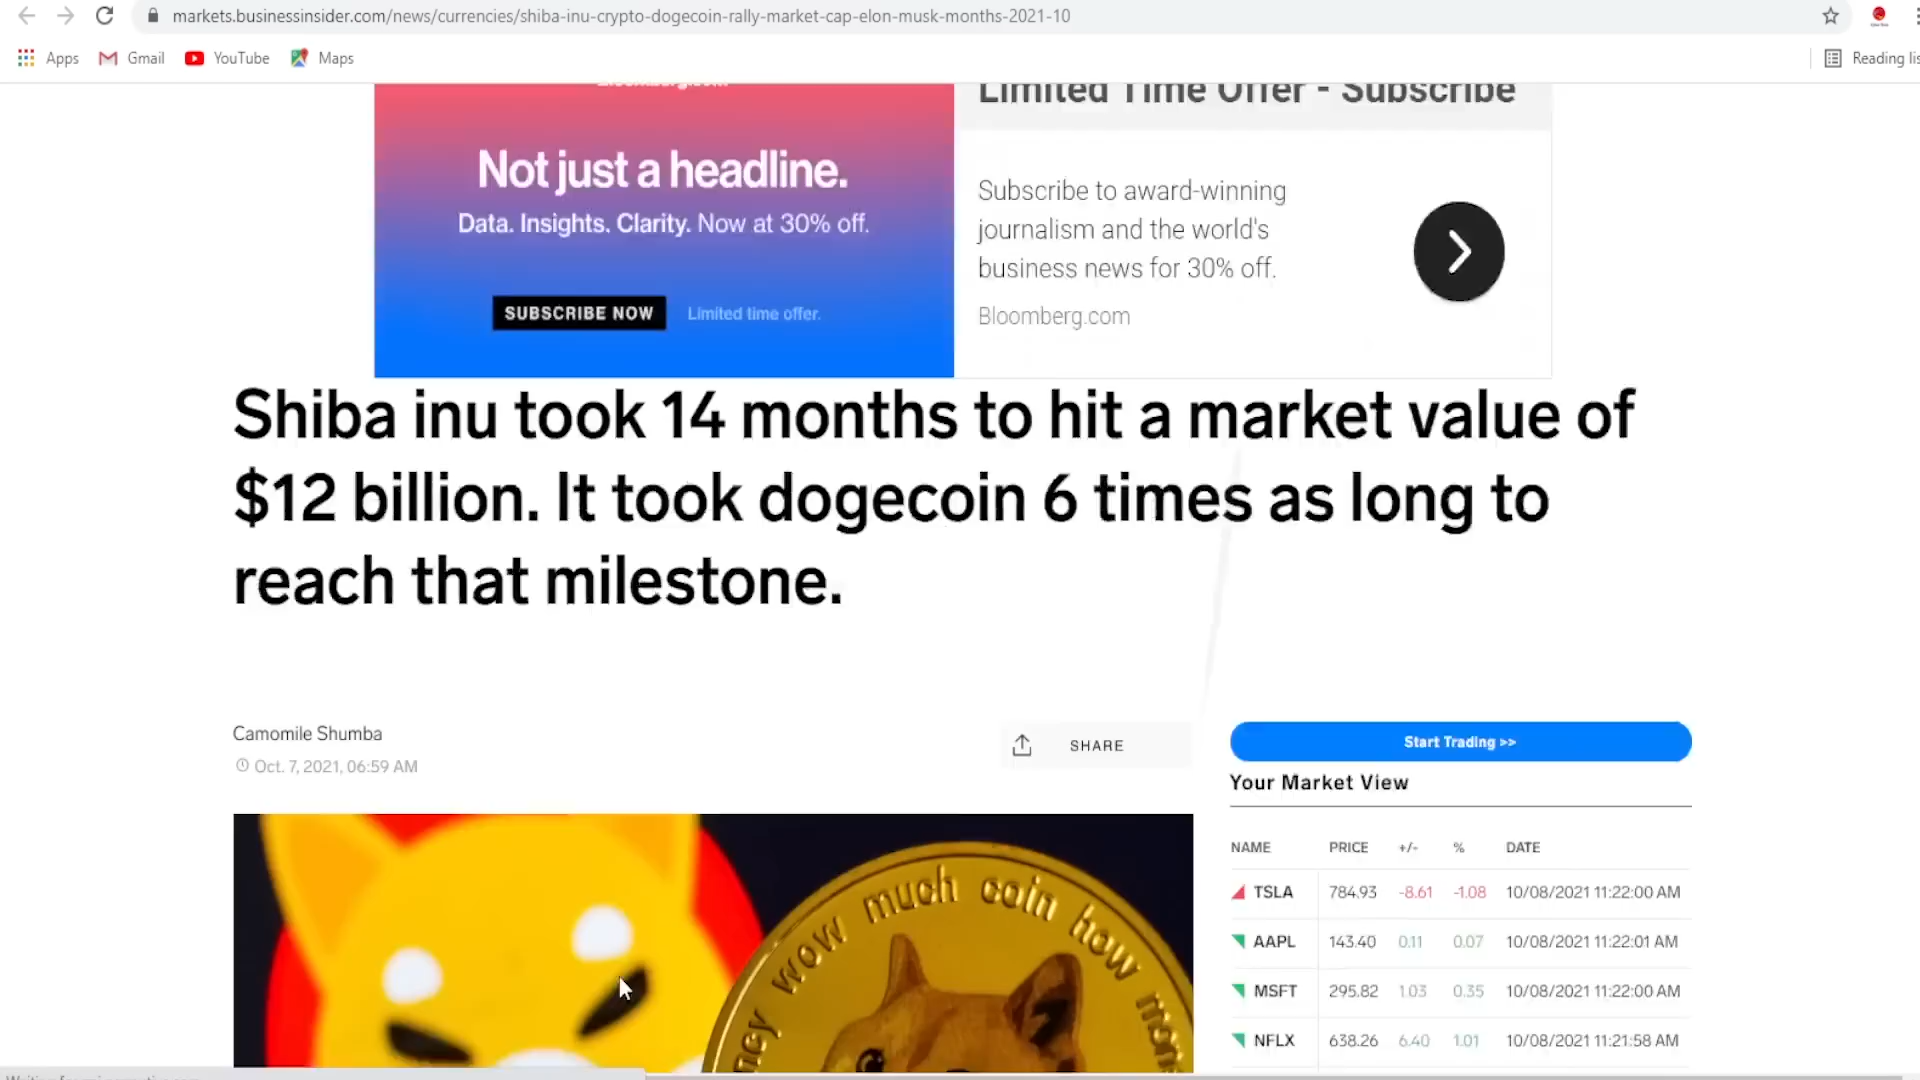 markets.businessinsider.com/news/currencies/shiba-inu-crypto-dogecoin-rally-market-cap-elon-musk-months-2021-10
Apps Gmail YouTube Maps Reading lis
Not just a headline.
Data. Insights. Clarity. Now at 30% off.
SUBSCRIBE NOW Limited time offer.
Limited Time Offer - Subscribe
Subscribe to award-winning
journalism and the world's
business news for 30% off.
Bloomberg.com
Shiba inu took 14 months to hit a market value of
$12 billion. It took dogecoin 6 times as long to
reach that milestone.
Camomile Shumba
Oct. 7, 2021, 06:59 AM
SHARE
Start Trading >>
Your Market View
NAME PRICE +/- % DATE
TSLA 784.93 -8.61 -1.08 10/08/2021 11:22:00 AM
AAPL 143.40 0.11 0.07 10/08/2021 11:22:01 AM
MSFT 295.82 1.03 0.35 10/08/2021 11:22:00 AM
NFLX 638.26 6.40 1.01 10/08/2021 11:21:58 AM
wow much coin how